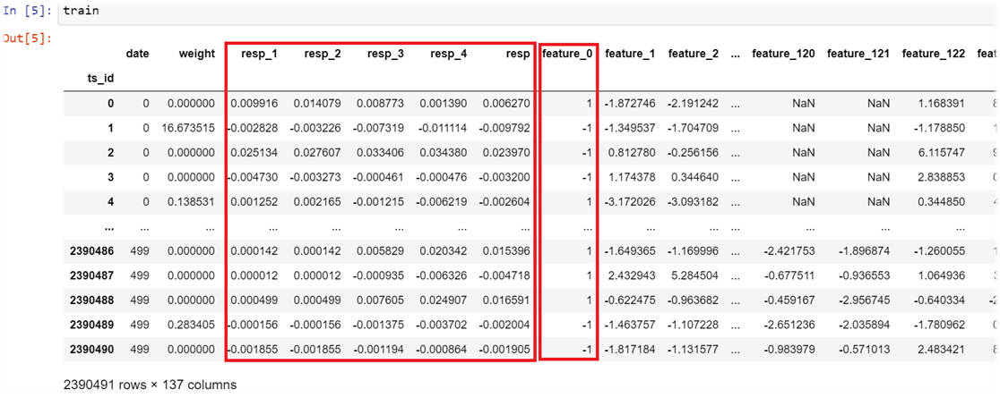 In [5]: train
Out[5]:
date weight resp_1 resp_2 resp_3 resp_4 resp feature_0 feature_1 feature_2 ... feature_120 feature_121 feature_122
ts_id
0 0 0.000000 0.009916 0.014079 0.008773 0.001390 0.006270 1 -1.872746 -2.191242 ... NaN NaN 1.168391
1 0 16.673515 -0.002828 -0.003226 -0.007319 -0.011114 -0.009792 -1 -1.349537 -1.704709 ... NaN NaN -1.178850
2 0 0.000000 0.025134 0.027607 0.033406 0.034380 0.023970 -1 0.812780 -0.256156 ... NaN NaN 6.115747
3 0 0.000000 -0.004730 -0.003273 -0.000461 -0.000476 -0.003200 -1 1.174378 0.344640 ... NaN NaN 2.838853
4 0 0.138531 0.001252 0.002165 -0.001215 -0.006219 -0.002604 1 -3.172026 -3.093182 ... NaN NaN 0.344850
... ... ... ... ... ... ... ... ... ... ... ... ... ... ...
2390486 499 0.000000 0.000142 0.000142 0.005829 0.020342 0.015396 1 -1.649365 -1.169996 ... -2.421753 -1.896874 -1.260055
2390487 499 0.000000 0.000012 0.000012 -0.000935 -0.006326 -0.004718 1 2.432943 5.284504 ... -0.677511 -0.936553 1.064936
2390488 499 0.000000 0.000499 0.000499 0.007605 0.024907 0.016591 1 -0.622475 -0.963682 ... -0.459167 -2.956745 -0.640334
2390489 499 0.283405 -0.000156 -0.000156 -0.001375 -0.003702 -0.002004 -1 -1.463757 -1.107228 ... -2.651236 -2.035894 -1.780962
2390490 499 0.000000 -0.001855 -0.001855 -0.001194 -0.000864 -0.001905 -1 -1.817184 -1.131577 ... -0.983979 -0.571013 2.483421
2390491 rows × 137 columns